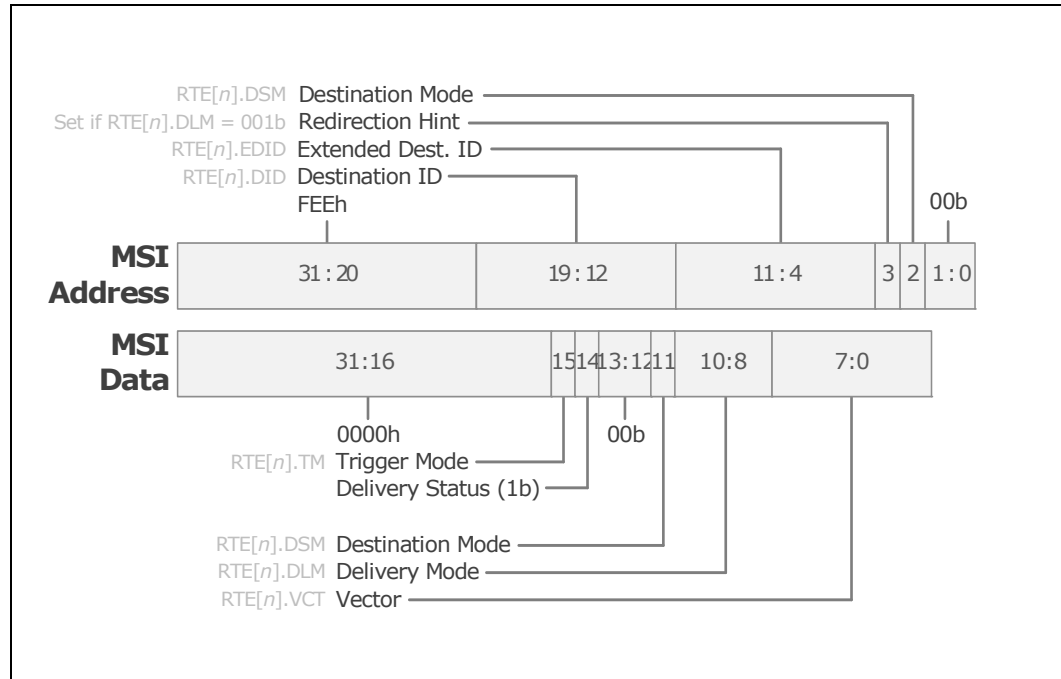 RTE[n].DSM Destination Mode
Set if RTE[n].DLM = 001b Redirection Hint
RTE[n].EDID Extended Dest. ID
RTE[n].DID Destination ID
FEEh
00b
MSI
Address
31:20 19:12 11:4 3 2 1:0
MSI
Data
31:16 15 14 13:12 11 10:8 7:0
0000h 00b
RTE[n].TM Trigger Mode
Delivery Status (1b)
RTE[n].DSM Destination Mode
RTE[n].DLM Delivery Mode
RTE[n].VCT Vector